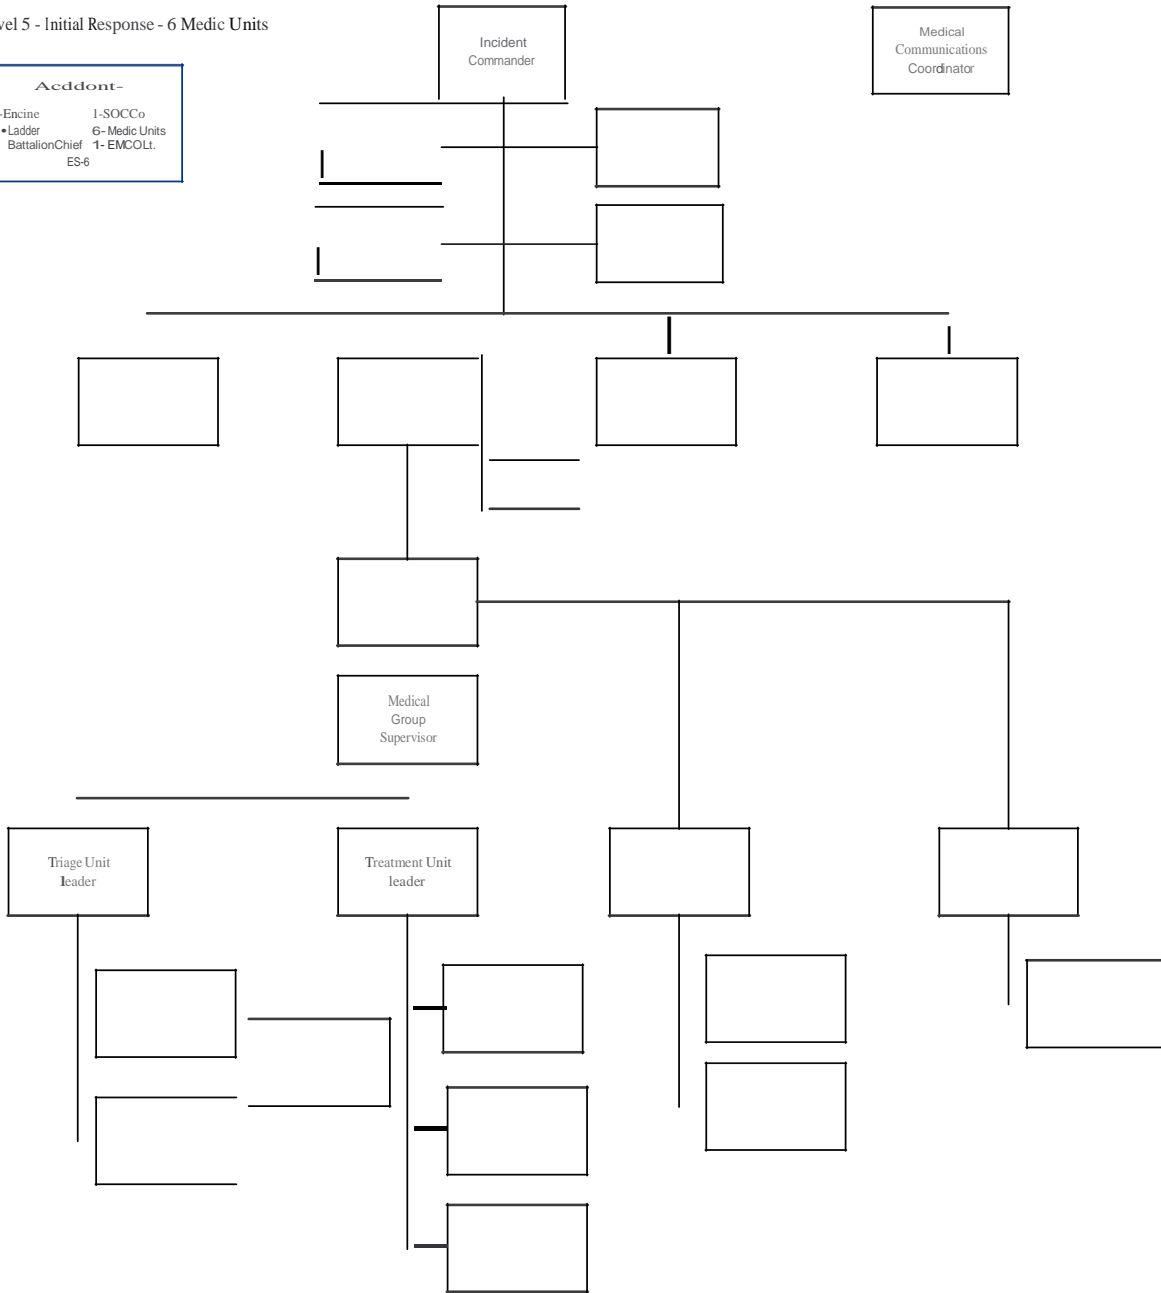 vel 5 - Initial Response - 6 Medic Units
Incident
Commander
Medical
Communications
Coordinator
Acddont-
-Encine 1-SOCCo
•Ladder 6-Medic Units
BattalionChief 1-EMCOLt.
ES-6
Medical
Group
Supervisor
Triage Unit
leader
Treatment Unit
leader